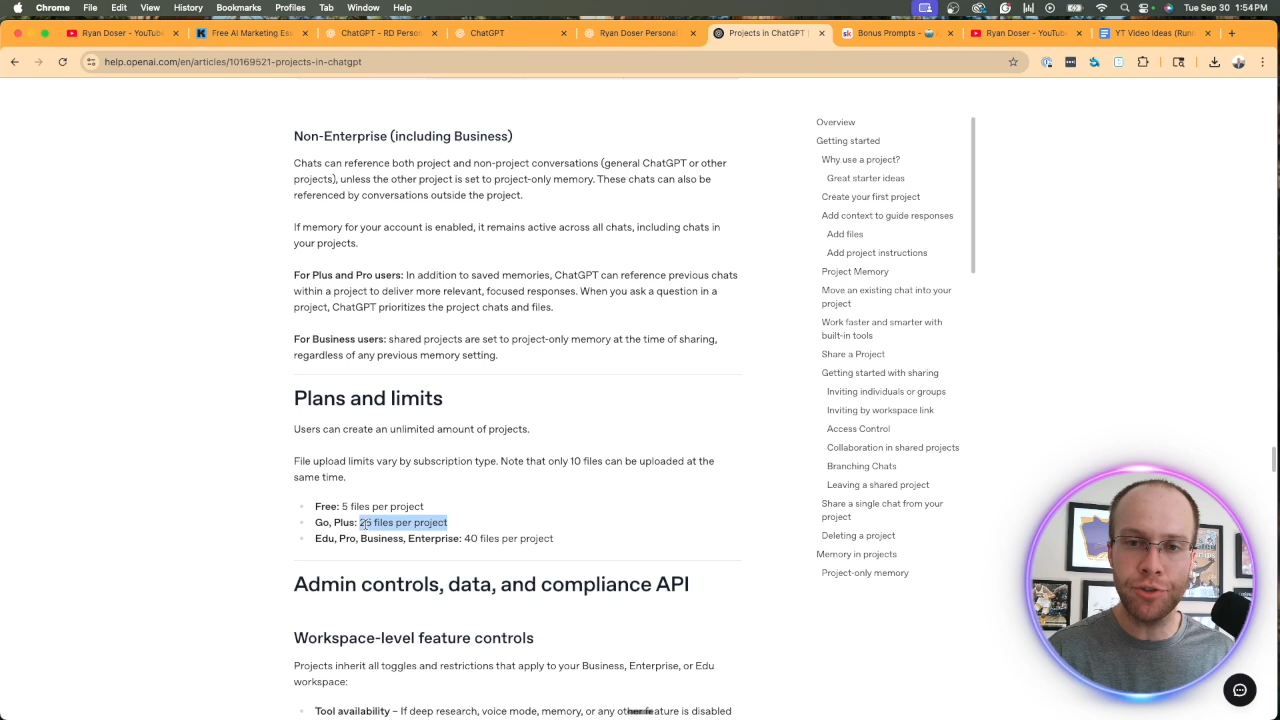 Chrome File Edit View History Bookmarks Profiles Tab Window Help
Tue Sep 30
Ryan Doser - YouTube
Free AI Marketing Ess
ChatGPT - RD Person
ChatGPT
Ryan Doser Personal
Projects in ChatGPT
Bonus Prompts -
Ryan Doser - YouTube
YT Video Ideas (Runn
help.openai.com/en/articles/10169521-projects-in-chatgpt
Non-Enterprise (including Business)
Chats can reference both project and non-project conversations (general ChatGPT or other
projects), unless the other project is set to project-only memory. These chats can also be
referenced by conversations outside the project.
If memory for your account is enabled, it remains active across all chats, including chats in
your projects.
For Plus and Pro users: In addition to saved memories, ChatGPT can reference previous chats
within a project to deliver more relevant, focused responses. When you ask a question in a
project, ChatGPT prioritizes the project chats and files.
For Business users: shared projects are set to project-only memory at the time of sharing,
regardless of any previous memory setting.
Plans and limits
Users can create an unlimited amount of projects.
File upload limits vary by subscription type. Note that only 10 files can be uploaded at the
same time.
Free: 5 files per project
Go, Plus: 25 files per project
Edu, Pro, Business, Enterprise: 40 files per project
Admin controls, data, and compliance API
Workspace-level feature controls
Projects inherit all toggles and restrictions that apply to your Business, Enterprise, or Edu
workspace:
Tool availability – If deep research, voice mode, memory, or any other feature is disabled
Overview
Getting started
Why use a project?
Great starter ideas
Create your first project
Add context to guide responses
Add files
Add project instructions
Project Memory
Move an existing chat into your
project
Work faster and smarter with
built-in tools
Share a Project
Getting started with sharing
Inviting individuals or groups
Inviting by workspace link
Access Control
Collaboration in shared projects
Branching Chats
Leaving a shared project
Share a single chat from your
project
Deleting a project
Memory in projects
Project-only memory